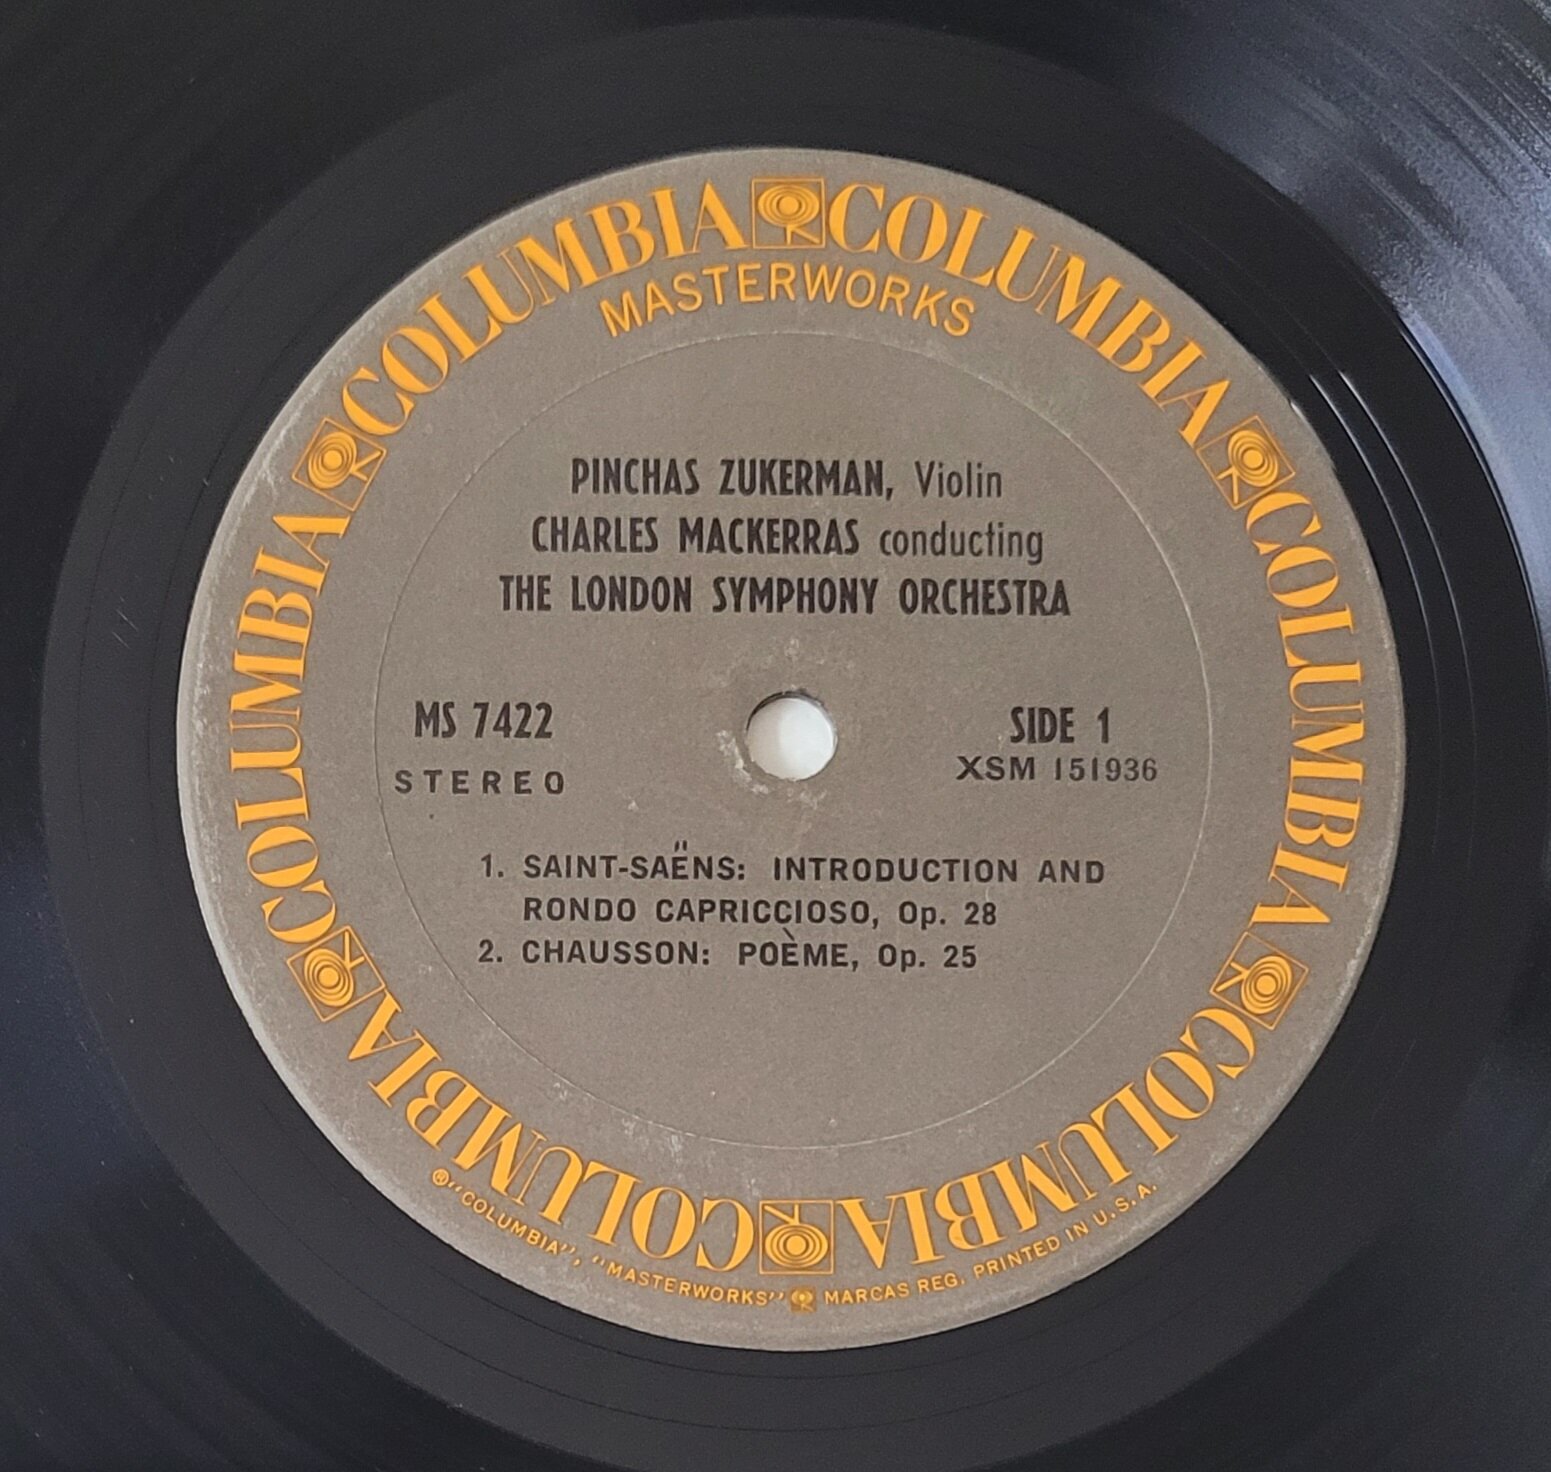 COLUMBIA COLUMBIA COLUMBIA COLUMBIA COLUMBIA COLUMBIA
MASTERWORKS
PINCHAS ZUKERMAN, Violin
CHARLES MACKERRAS conducting
THE LONDON SYMPHONY ORCHESTRA
MS 7422
STEREO
SIDE 1
XSM 151936
1. SAINT-SAËNS: INTRODUCTION AND
RONDO CAPRICCIOSO, Op. 28
2. CHAUSSON: POÈME, Op. 25
® "COLUMBIA", "MASTERWORKS" MARCAS REG. PRINTED IN U.S.A.